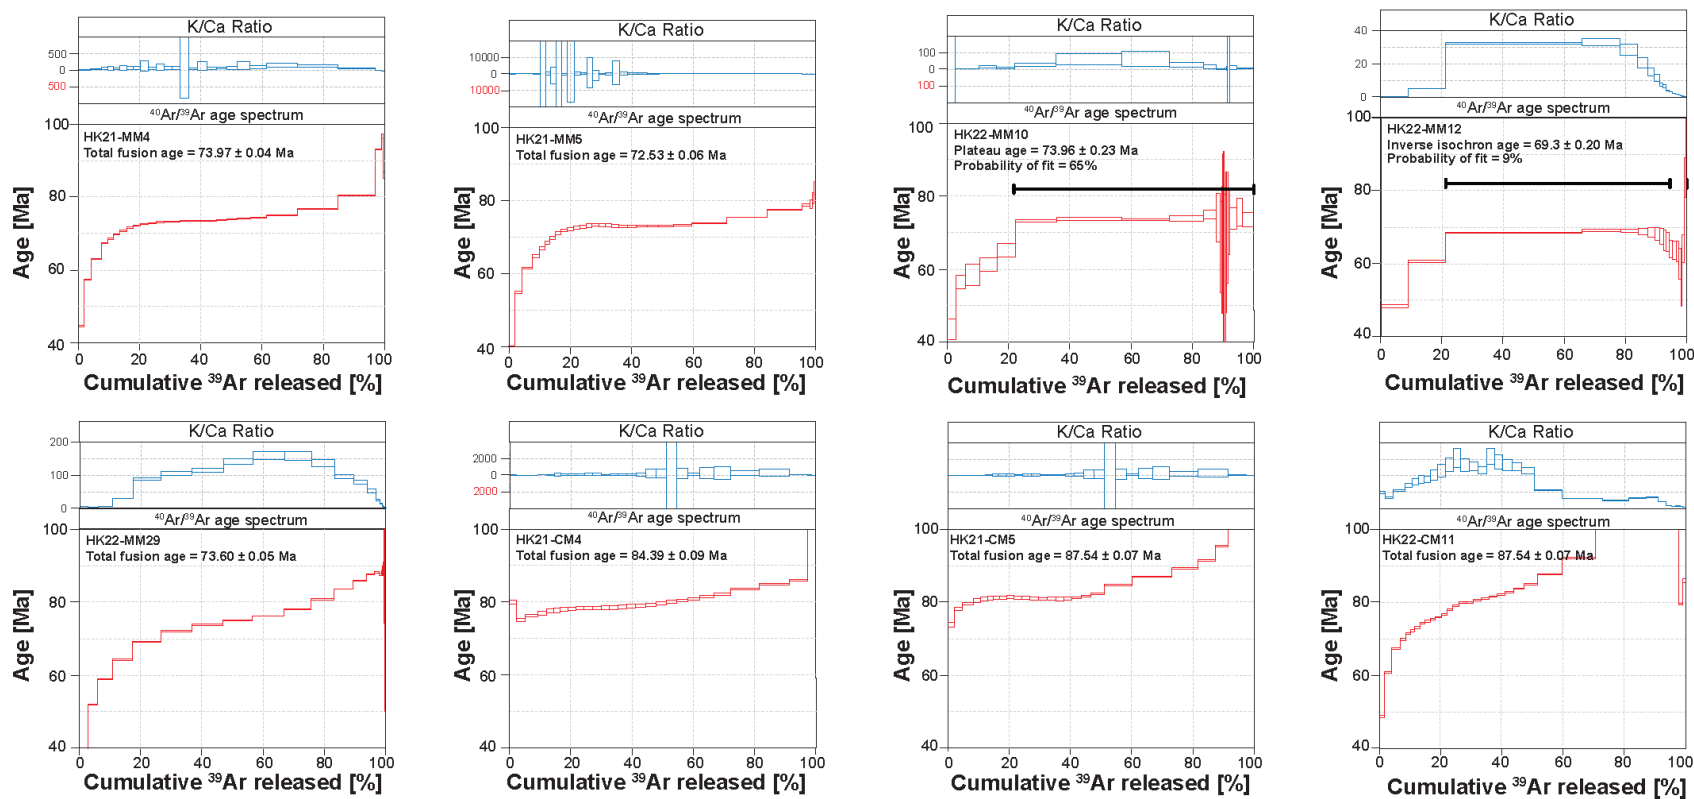 K/Ca Ratio
500
0
500
⁴⁰Ar/³⁹Ar age spectrum
100
HK21-MM4
Total fusion age = 73.97 ± 0.04 Ma
80
60
40
Age [Ma]
0 20 40 60 80 100
Cumulative ³⁹Ar released [%]
K/Ca Ratio
10000
0
10000
⁴⁰Ar/³⁹Ar age spectrum
100
HK21-MM5
Total fusion age = 72.53 ± 0.06 Ma
80
60
40
Age [Ma]
0 20 40 60 80 100
Cumulative ³⁹Ar released [%]
K/Ca Ratio
100
0
100
⁴⁰Ar/³⁹Ar age spectrum
100
HK22-MM10
Plateau age = 73.96 ± 0.23 Ma
Probability of fit = 65%
80
60
40
Age [Ma]
0 20 40 60 80 100
Cumulative ³⁹Ar released [%]
K/Ca Ratio
40
20
0
⁴⁰Ar/³⁹Ar age spectrum
100
HK22-MM12
Inverse isochron age = 69.3 ± 0.20 Ma
Probability of fit = 9%
80
60
40
Age [Ma]
0 20 40 60 80 100
Cumulative ³⁹Ar released [%]
K/Ca Ratio
200
100
0
⁴⁰Ar/³⁹Ar age spectrum
100
HK22-MM29
Total fusion age = 73.60 ± 0.05 Ma
80
60
40
Age [Ma]
0 20 40 60 80 100
Cumulative ³⁹Ar released [%]
K/Ca Ratio
2000
0
2000
⁴⁰Ar/³⁹Ar age spectrum
100
HK21-CM4
Total fusion age = 84.39 ± 0.09 Ma
80
60
40
Age [Ma]
0 20 40 60 80 100
Cumulative ³⁹Ar released [%]
K/Ca Ratio
⁴⁰Ar/³⁹Ar age spectrum
100
HK21-CM5
Total fusion age = 87.54 ± 0.07 Ma
80
60
40
Age [Ma]
0 20 40 60 80 100
Cumulative ³⁹Ar released [%]
K/Ca Ratio
⁴⁰Ar/³⁹Ar age spectrum
100
HK22-CM11
Total fusion age = 87.54 ± 0.07 Ma
80
60
40
Age [Ma]
0 20 40 60 80 100
Cumulative ³⁹Ar released [%]